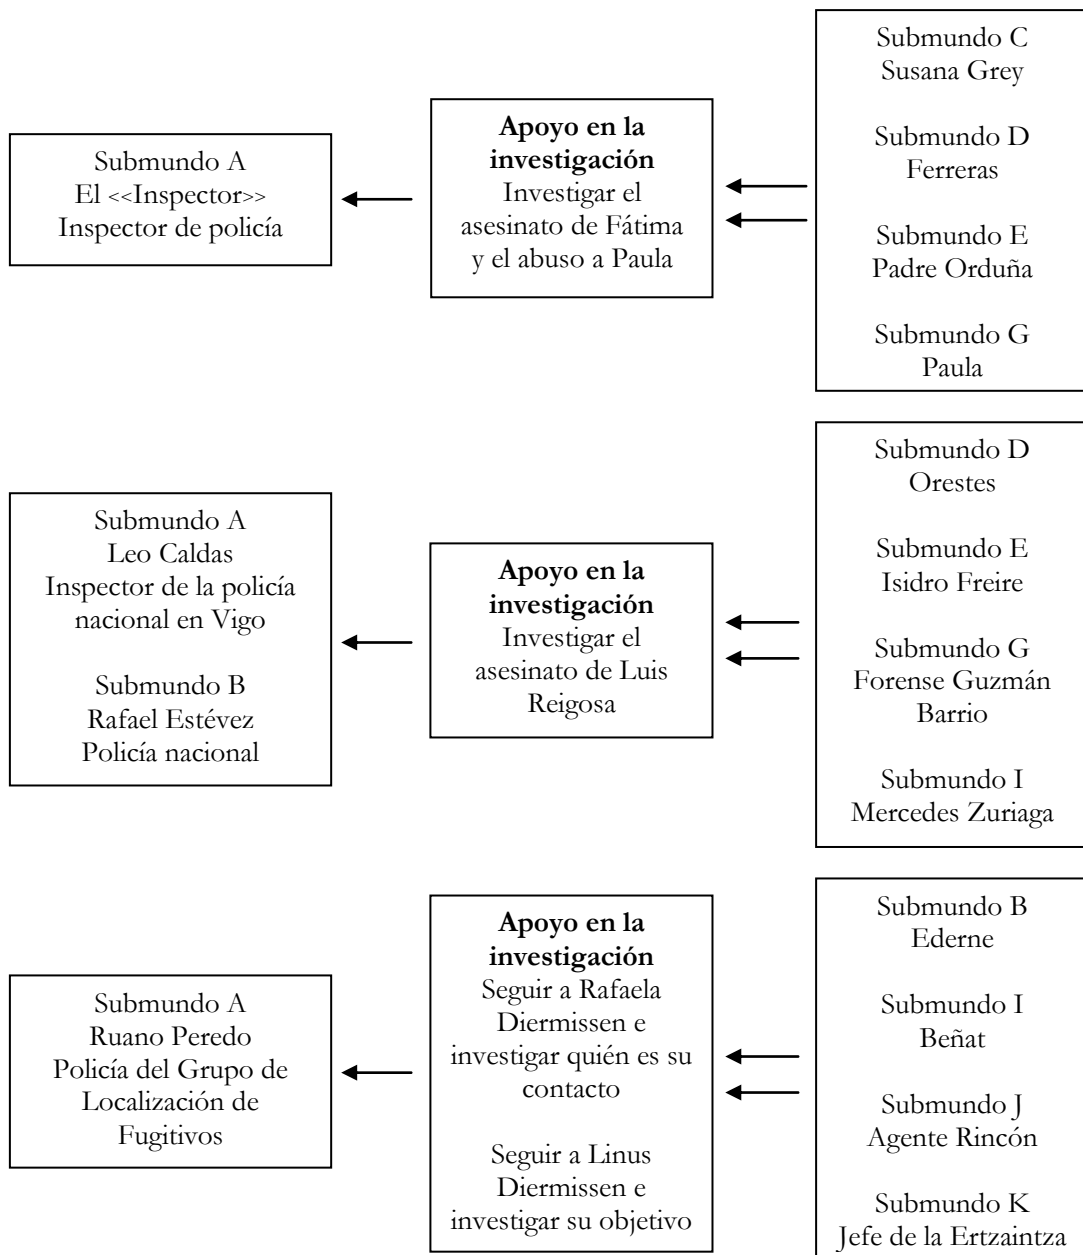 Submundo A
El <<Inspector>>
Inspector de policía
Apoyo en la
investigación
Investigar el
asesinato de Fátima
y el abuso a Paula
Submundo C
Susana Grey
Submundo D
Ferreras
Submundo E
Padre Orduña
Submundo G
Paula
Submundo A
Leo Caldas
Inspector de la policía
nacional en Vigo
Submundo B
Rafael Estévez
Policía nacional
Apoyo en la
investigación
Investigar el
asesinato de Luis
Reigosa
Submundo D
Orestes
Submundo E
Isidro Freire
Submundo G
Forense Guzmán
Barrio
Submundo I
Mercedes Zuriaga
Submundo A
Ruano Peredo
Policía del Grupo de
Localización de
Fugitivos
Apoyo en la
investigación
Seguir a Rafaela
Diermissen e
investigar quién es su
contacto
Seguir a Linus
Diermissen e
investigar su objetivo
Submundo B
Ederne
Submundo I
Beñat
Submundo J
Agente Rincón
Submundo K
Jefe de la Ertzaintza